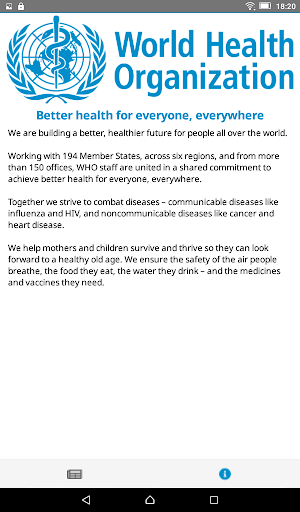 18:20
World Health
Organization
Better health for everyone, everywhere
We are building a better, healthier future for people all over the world.
Working with 194 Member States, across six regions, and from more
than 150 offices, WHO staff are united in a shared commitment to
achieve better health for everyone, everywhere.
Together we strive to combat diseases – communicable diseases like
influenza and HIV, and noncommunicable diseases like cancer and
heart disease.
We help mothers and children survive and thrive so they can look
forward to a healthy old age. We ensure the safety of the air people
breathe, the food they eat, the water they drink – and the medicines
and vaccines they need.